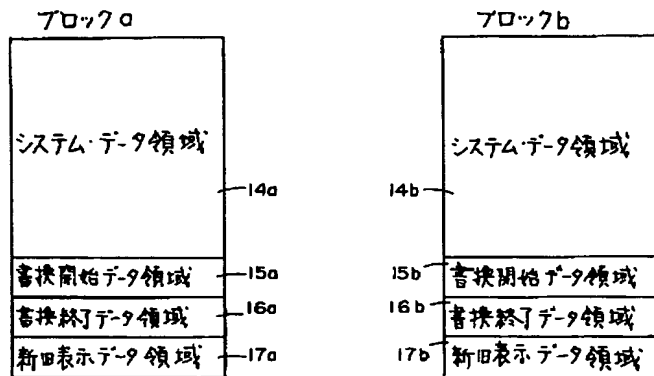 ブロックa
システム・データ領域
14a
書換開始データ領域
15a
書換終了データ領域
16a
新旧表示データ領域
17a
ブロックb
システム・データ領域
14b
書換開始データ領域
15b
書換終了データ領域
16b
新旧表示データ領域
17b